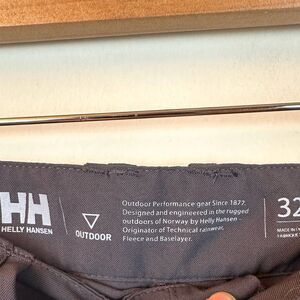 HH
HELLY HANSEN
OUTDOOR
Outdoor Performance gear Since 1877.
Designed and engineered in the rugged
outdoors of Norway by Helly Hansen -
Originator of Technical rainwear,
Fleece and Baselayer.
32
MADE IN